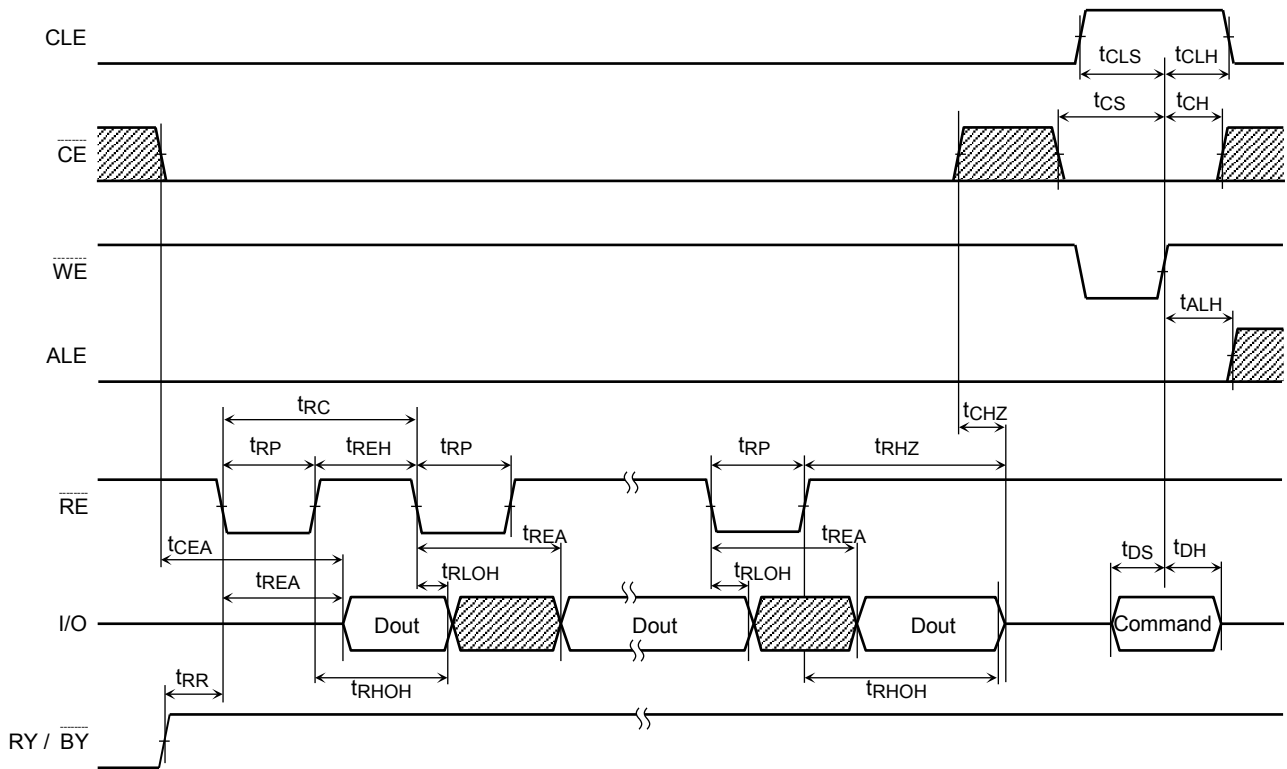 CLE
tCLS
tCLH
tCS
tCH
CE
WE
tALH
ALE
tRC
tCHZ
tRP
tREH
tRP
tRP
tRHZ
RE
tCEA
tREA
tREA
tDS
tDH
tREA
tRLOH
tRLOH
I/O
Dout
Dout
Dout
Command
tRR
tRHOH
tRHOH
RY / BY